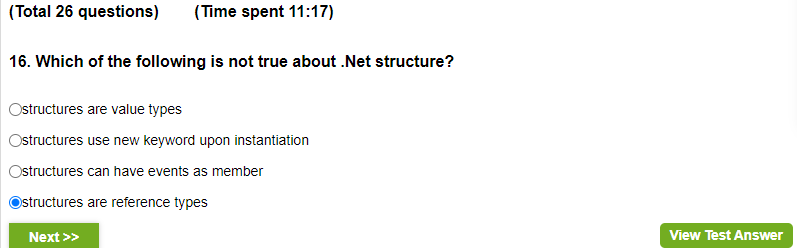 (Total 26 questions) (Time spent 11:17)
16. Which of the following is not true about .Net structure?
structures are value types
structures use new keyword upon instantiation
structures can have events as member
structures are reference types
Next >> View Test Answer